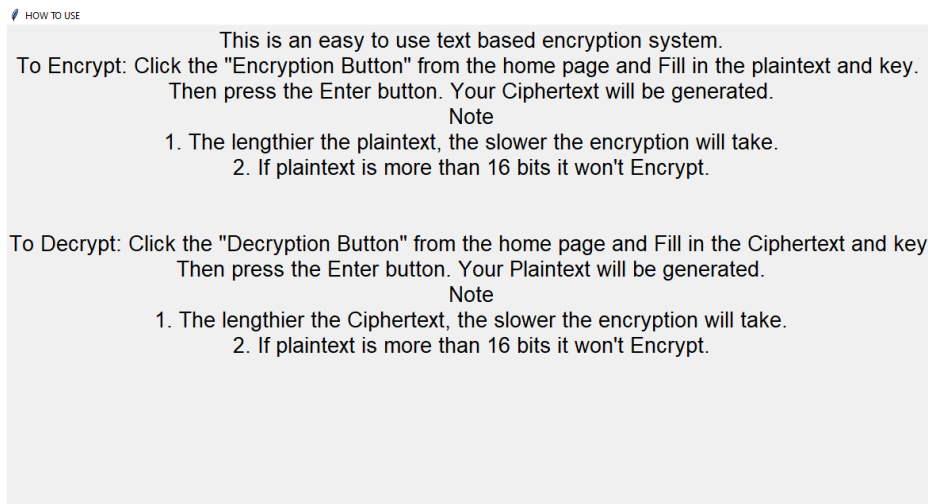 HOW TO USE
This is an easy to use text based encryption system.
To Encrypt: Click the "Encryption Button" from the home page and Fill in the plaintext and key.
Then press the Enter button. Your Ciphertext will be generated.
Note
1. The lengthier the plaintext, the slower the encryption will take.
2. If plaintext is more than 16 bits it won't Encrypt.
To Decrypt: Click the "Decryption Button" from the home page and Fill in the Ciphertext and key
Then press the Enter button. Your Plaintext will be generated.
Note
1. The lengthier the Ciphertext, the slower the encryption will take.
2. If plaintext is more than 16 bits it won't Encrypt.